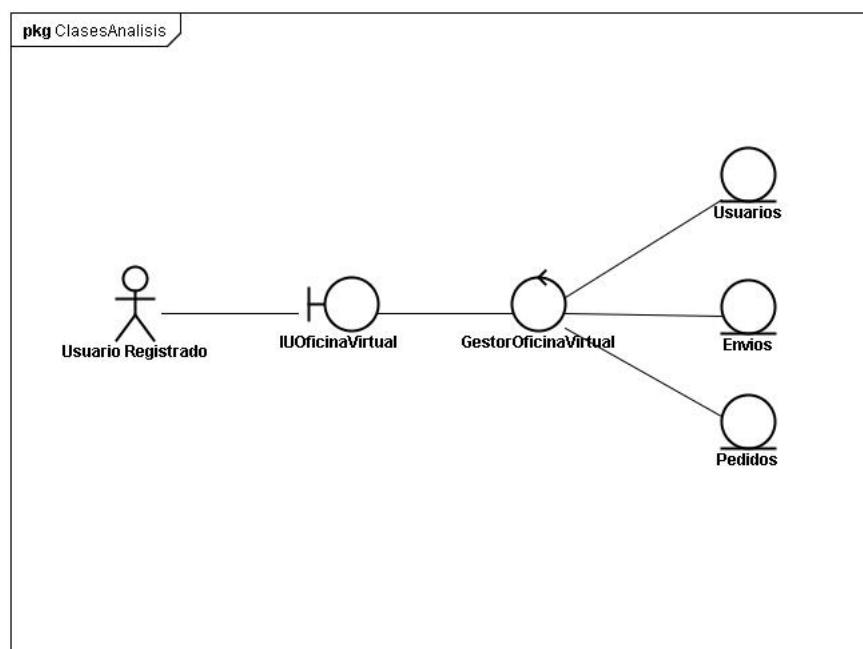 pkg ClasesAnalisis
Usuarios
Usuario Registrado
IUOficinaVirtual
GestorOficinaVirtual
Envios
Pedidos